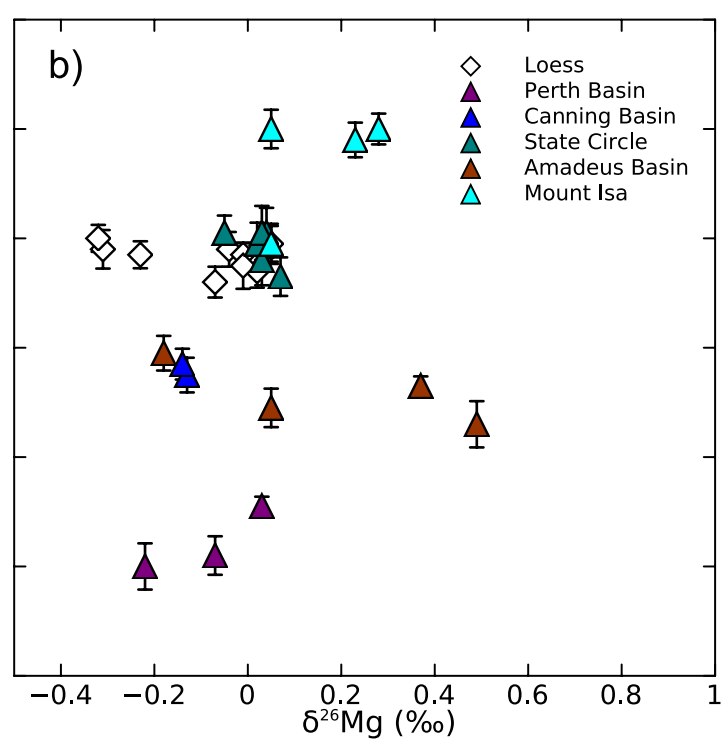 b)
Loess
Perth Basin
Canning Basin
State Circle
Amadeus Basin
Mount Isa
−0.4 −0.2 0 0.2 0.4 0.6 0.8 1
δ²⁶Mg (‰)